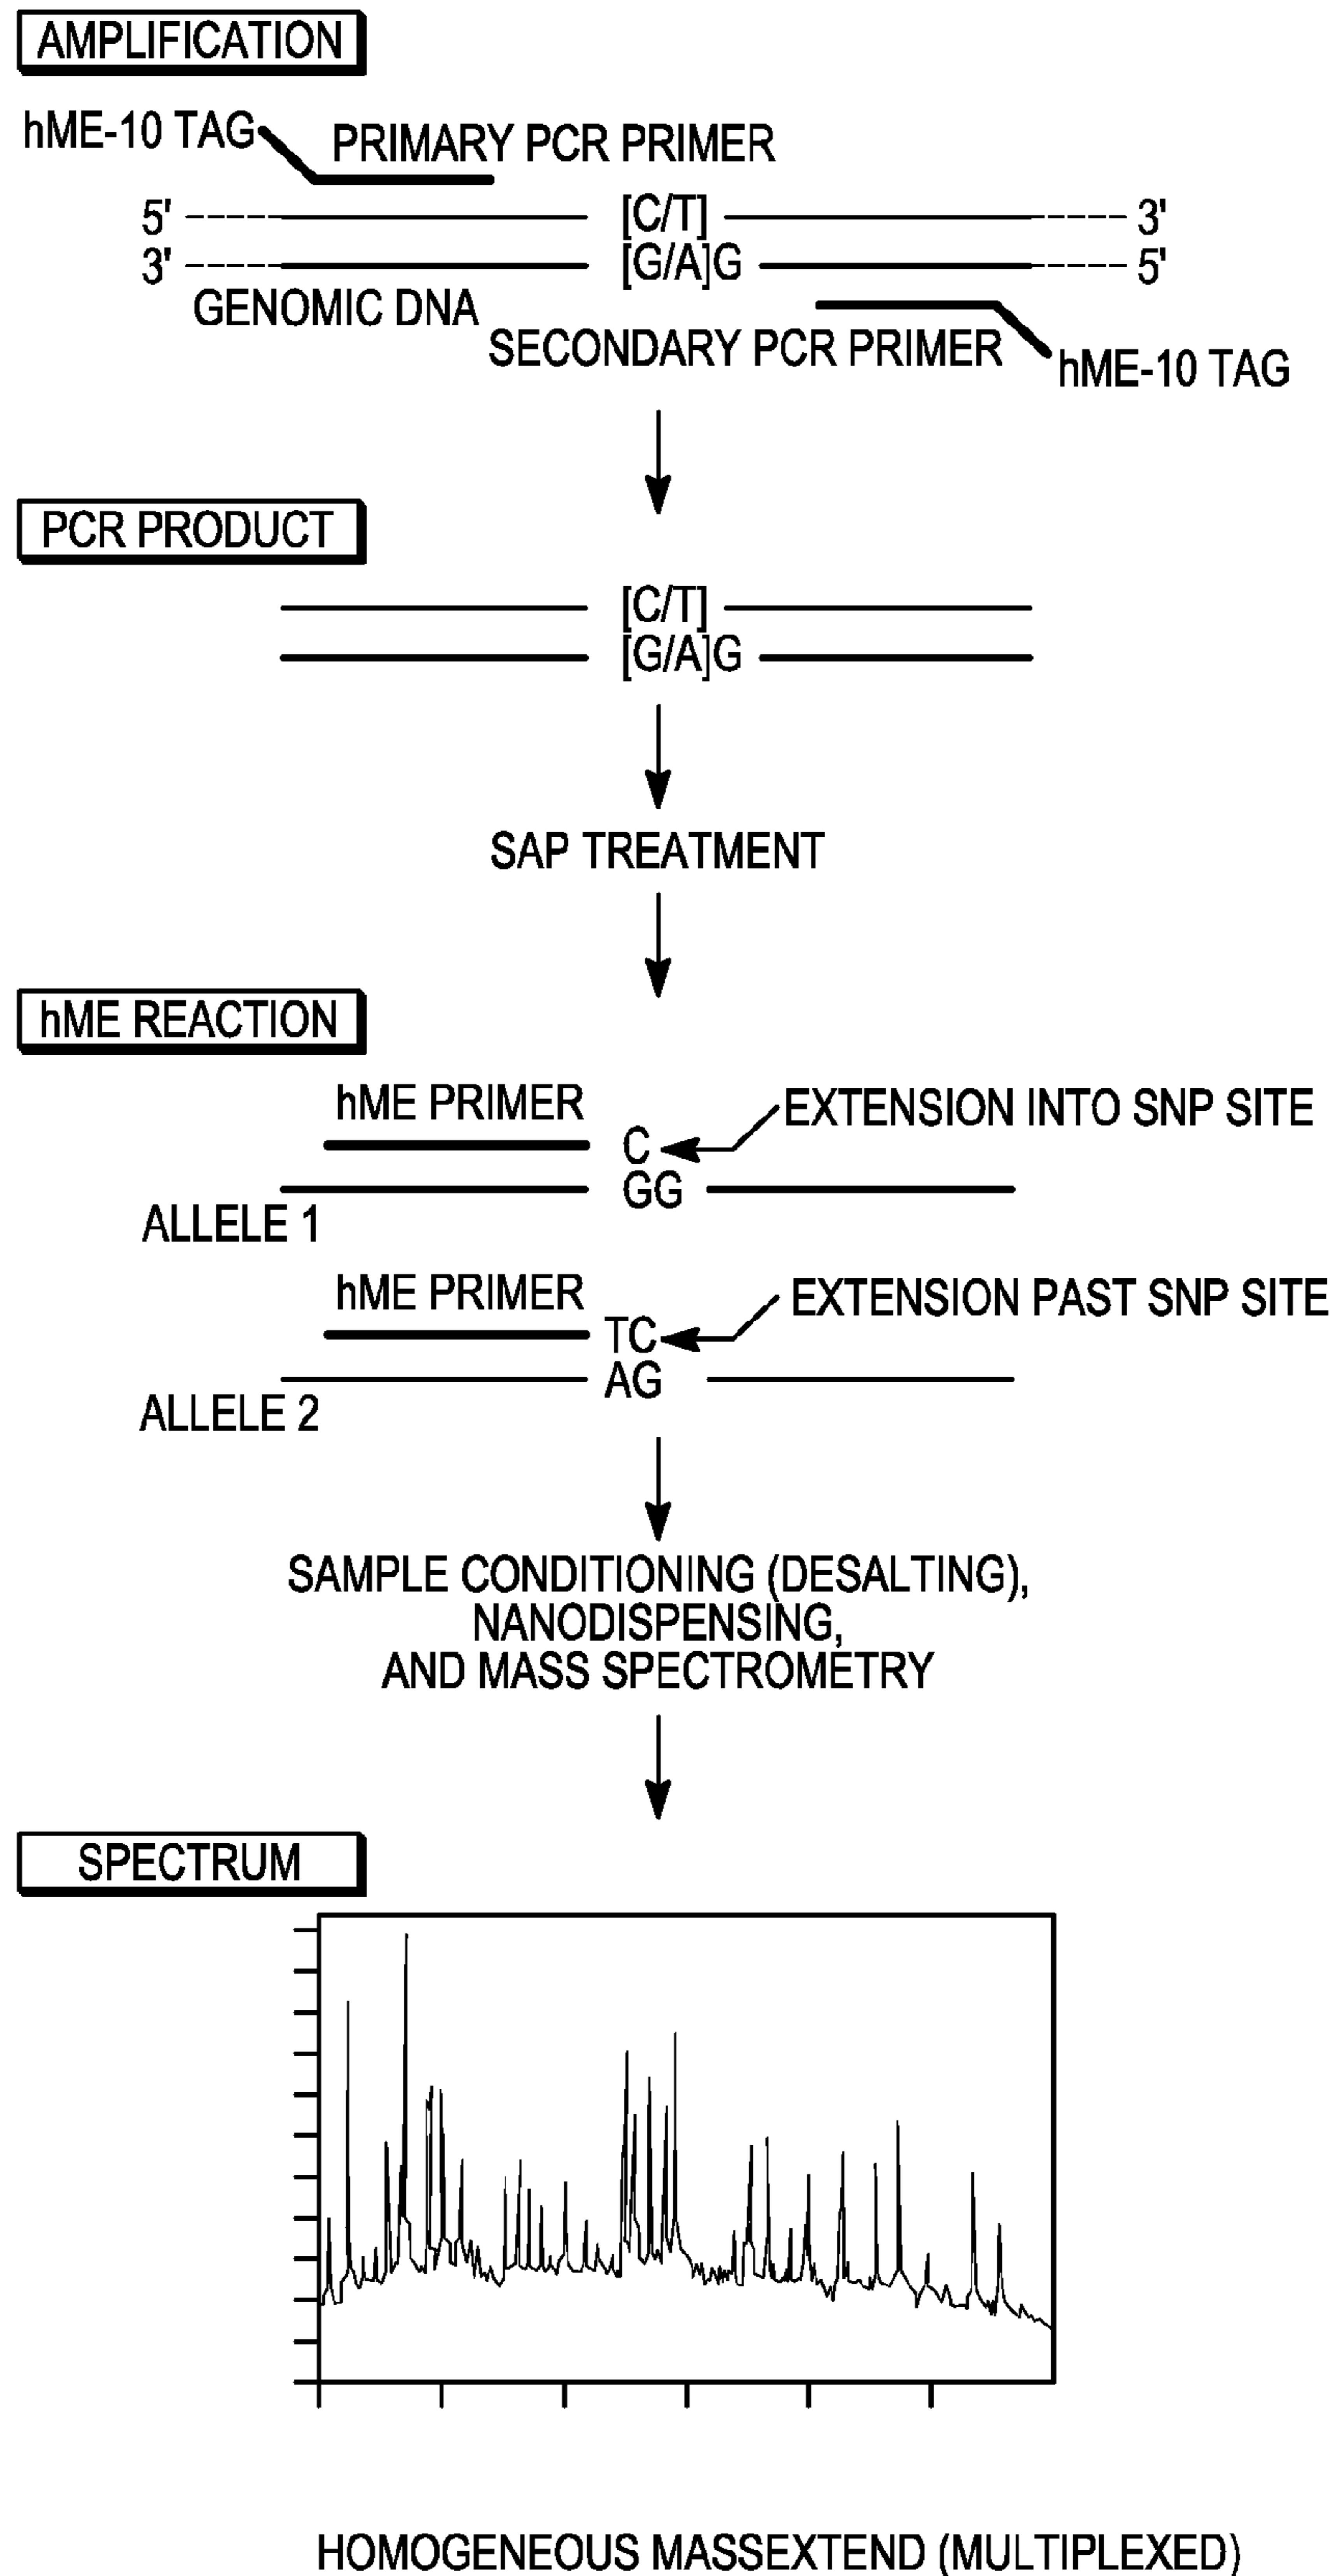 AMPLIFICATION
hME-10 TAG
PRIMARY PCR PRIMER
5' [C/T] 3'
3' [G/A]G 5'
GENOMIC DNA
SECONDARY PCR PRIMER
hME-10 TAG
PCR PRODUCT
[C/T]
[G/A]G
SAP TREATMENT
hME REACTION
hME PRIMER
EXTENSION INTO SNP SITE
C
GG
ALLELE 1
hME PRIMER
EXTENSION PAST SNP SITE
TC
AG
ALLELE 2
SAMPLE CONDITIONING (DESALTING),
NANODISPENSING,
AND MASS SPECTROMETRY
SPECTRUM
HOMOGENEOUS MASSEXTEND (MULTIPLEXED)